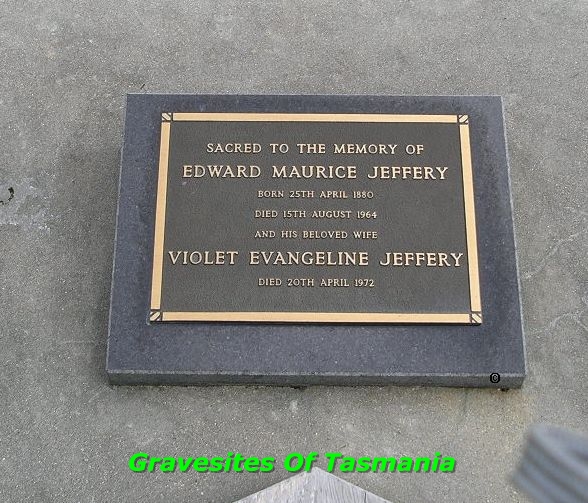 SACRED TO THE MEMORY OF
EDWARD MAURICE JEFFERY
BORN 25TH APRIL 1880
DIED 15TH AUGUST 1964
AND HIS BELOVED WIFE
VIOLET EVANGELINE JEFFERY
DIED 20TH APRIL 1972
©
Gravesites Of Tasmania